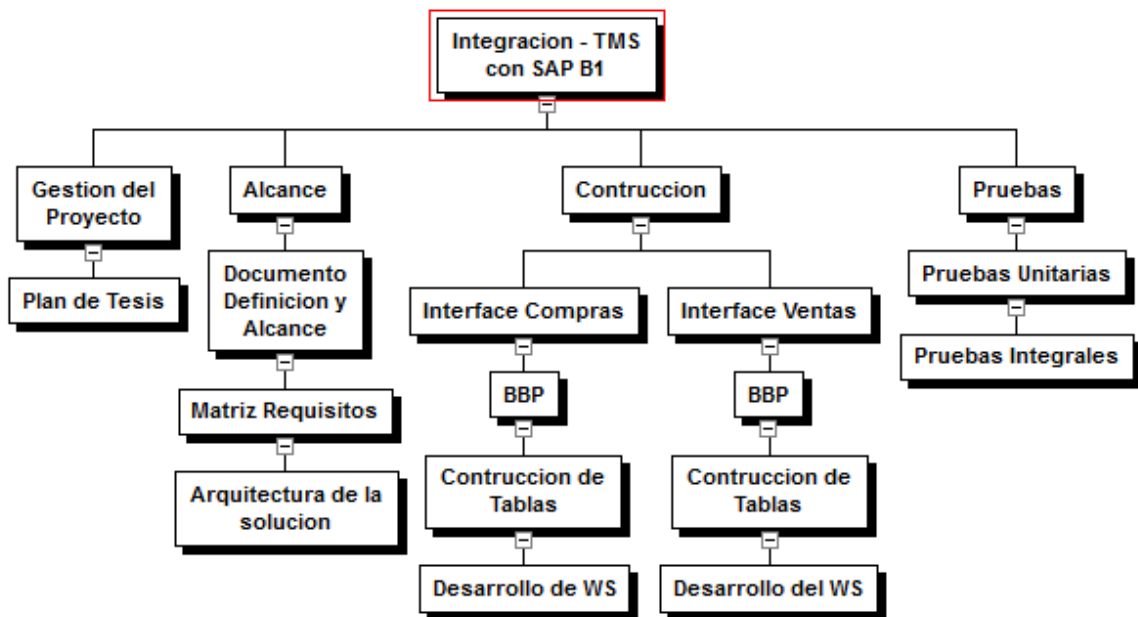 Integracion - TMS
con SAP B1
Gestion del
Proyecto
Alcance
Contruccion
Pruebas
Plan de Tesis
Documento
Definicion y
Alcance
Interface Compras
Interface Ventas
Pruebas Unitarias
Pruebas Integrales
Matriz Requisitos
BBP
BBP
Arquitectura de la
solucion
Contruccion de
Tablas
Contruccion de
Tablas
Desarrollo de WS
Desarrollo del WS